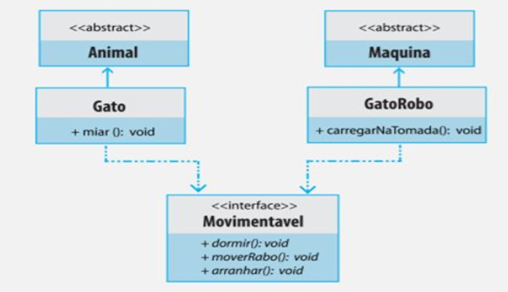 <<abstract>>
Animal
<<abstract>>
Maquina
Gato
+ miar (): void
GatoRobo
+ carregarNaTomada(): void
<<interface>>
Movimentavel
+ dormir(): void
+ moverRabo(): void
+ arranhar(): void